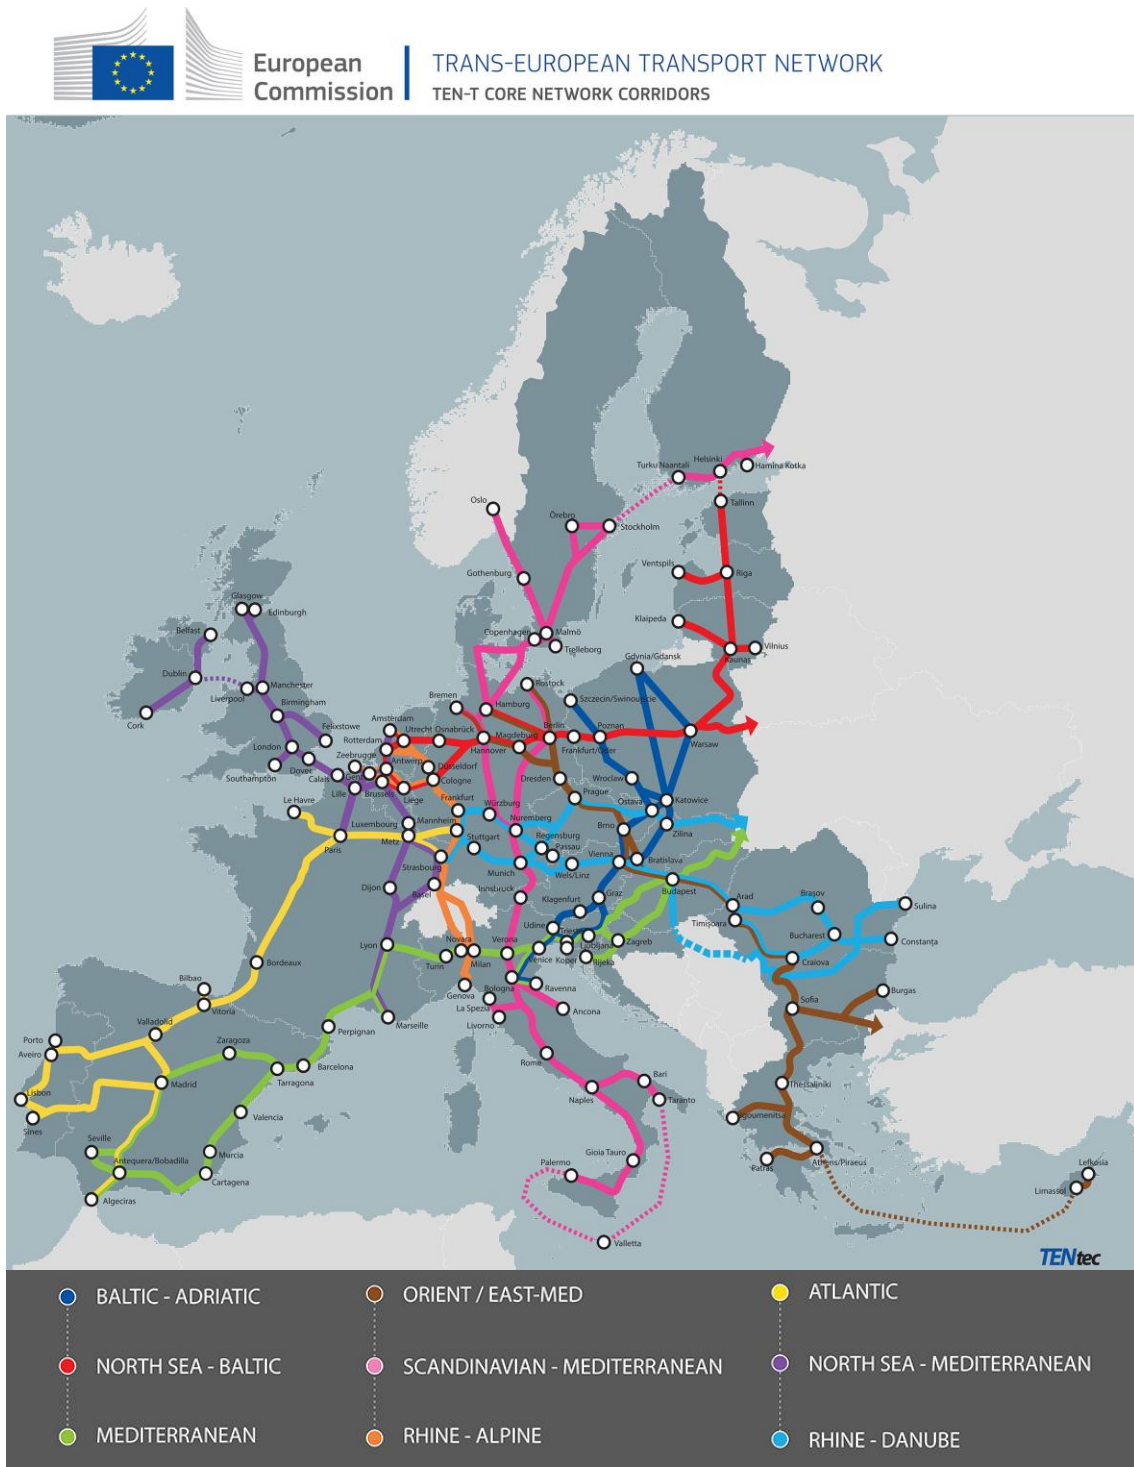 European
Commission
TRANS-EUROPEAN TRANSPORT NETWORK
TEN-T CORE NETWORK CORRIDORS
Helsinki
Turku Naantali
Hamina Kotka
Oslo
Tallinn
Örebro
Stockholm
Ventspils
Riga
Gothenburg
Glasgow
Edinburgh
Klaipeda
Belfast
Copenhagen
Malmö
Trelleborg
Kaunas
Vilnius
Gdynia/Gdansk
Dublin
Manchester
Liverpool
Rostock
Birmingham
Bremen
Hamburg
Szczecin/Swinoujscie
Cork
Felixstowe
Amsterdam
Utrecht
Osnabrück
Magdeburg
Berlin
Poznan
London
Rotterdam
Hannover
Frankfurt/Oder
Warsaw
Zeebrugge
Dover
Antwerp
Düsseldorf
Southampton
Calais
Cologne
Dresden
Wroclaw
Lille
Brussels
Liège
Prague
Le Havre
Frankfurt
Würzburg
Ostava
Katowice
Luxembourg
Mannheim
Nuremberg
Brno
Zilina
Paris
Metz
Stuttgart
Regensburg
Passau
Strasbourg
Vienna
Bratislava
Munich
Wels/Linz
Dijon
Basel
Innsbruck
Budapest
Klagenfurt
Graz
Arad
Braşov
Sulina
Timişoara
Udine
Bucharest
Constanţa
Lyon
Novara
Verona
Ljubljana
Zagreb
Turin
Milan
Venice
Koper
Rijeka
Craiova
Bordeaux
Bilbao
Genova
Bologna
Ravenna
Burgas
Vitoria
La Spezia
Sofia
Livorno
Ancona
Marseille
Valladolid
Perpignan
Porto
Zaragoza
Aveiro
Rome
Barcelona
Madrid
Tarragona
Bari
Thessaliniki
Lisbon
Naples
Taranto
Valencia
Sines
Igoumenitsa
Seville
Murcia
Gioia Tauro
Athens/Piraeus
Antequera/Bobadilla
Palermo
Patras
Lefkosia
Cartagena
Limassol
Algeciras
Valletta
TENtec
BALTIC - ADRIATIC
ORIENT / EAST-MED
ATLANTIC
NORTH SEA - BALTIC
SCANDINAVIAN - MEDITERRANEAN
NORTH SEA - MEDITERRANEAN
MEDITERRANEAN
RHINE - ALPINE
RHINE - DANUBE